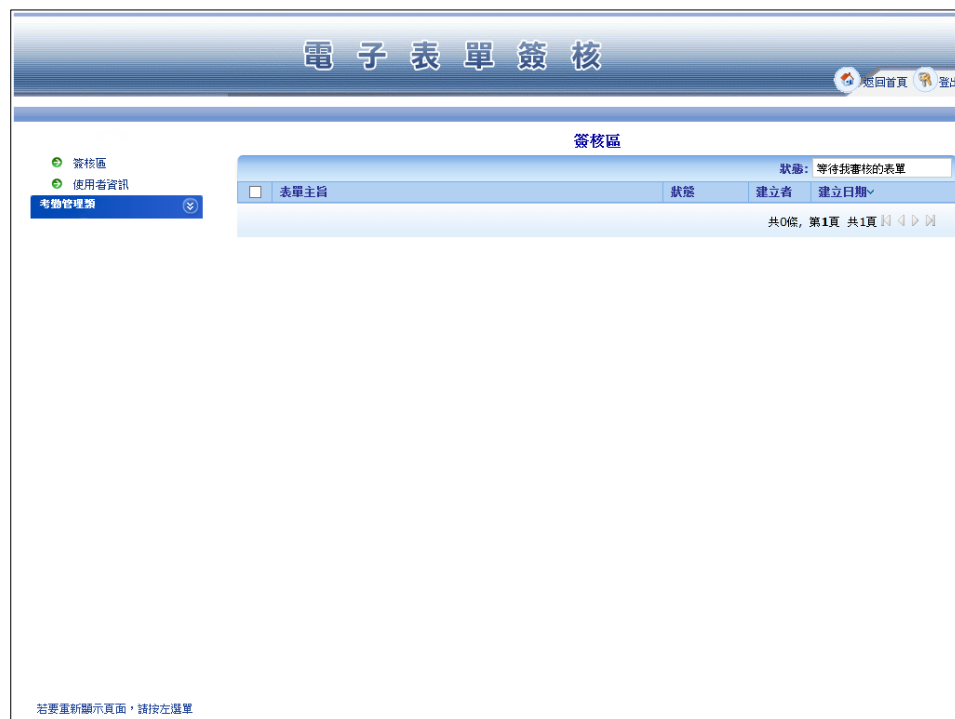 電子表單簽核
返回首頁 登出
簽核區
簽核區
狀態: 等待我審核的表單
使用者資訊
表單主旨 狀態 建立者 建立日期
考勤管理類
共0條, 第1頁 共1頁
若要重新顯示頁面，請按左選單